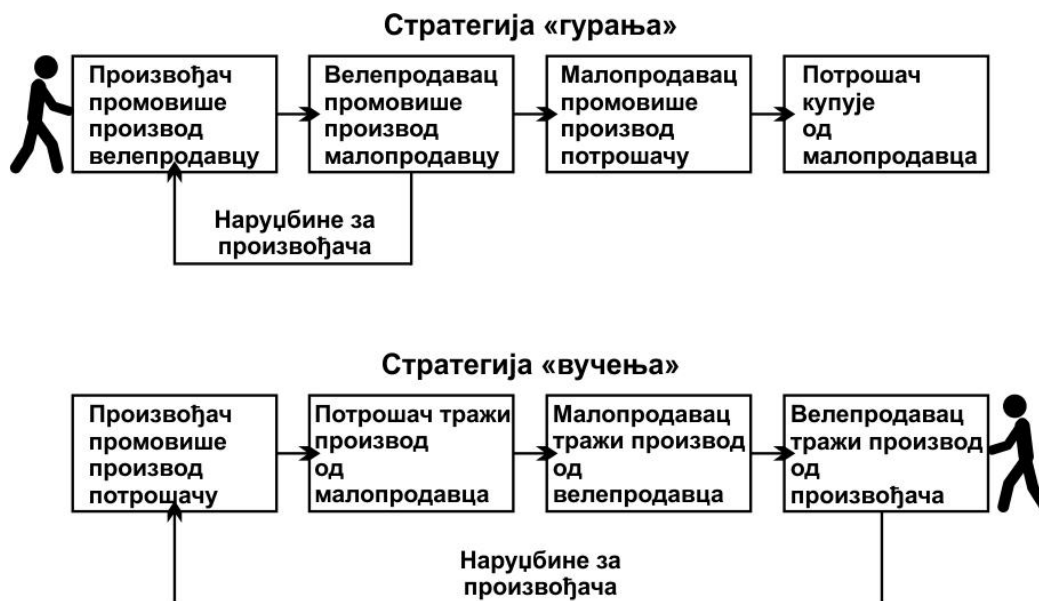 Стратегија «гурања»
Произвођач
промовише
производ
велепродавцу
Велепродавац
промовише
производ
малопродавцу
Малопродавац
промовише
производ
потрошачу
Потрошач
купује
од
малопродавца
Наруџбине за
произвођача
Стратегија «вучења»
Произвођач
промовише
производ
потрошачу
Потрошач тражи
производ
од
малопродавца
Малопродавац
тражи производ
од
велепродавца
Велепродавац
тражи производ
од
произвођача
Наруџбине за
произвођача